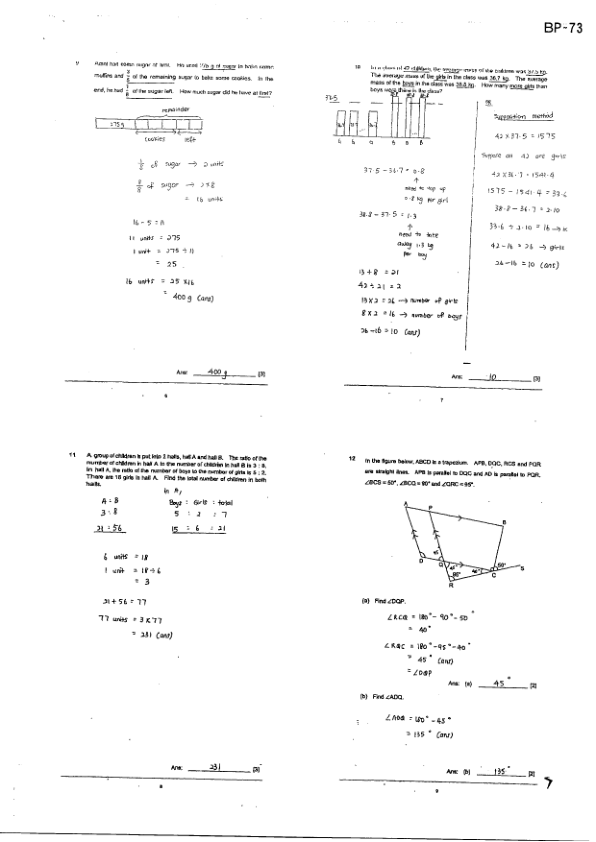 BP-73
9 had some sugar at first. He used 275 g of sugar to bake some
muffins and of the remaining sugar to bake some cookies. In the
end, he had of the sugar left. How much sugar did he have at first?
remainder
275 g
cookies left
of sugar → 2 units
of sugar →
= 16 units
16 - 5 = 11
11 units = 275
1 unit = 275 ÷ 11
= 25
16 units = 25 × 16
= 400 g (ans)
Ans: 400 g [3]
6
10 In a class of 42 children, the average mass of the children was 37.5 kg.
The average mass of the girls in the class was 36.7 kg. The average
mass of the boys in the class was 38.8 kg. How many more girls than
boys were there in the class?
37.5
37.5 - 36.7 = 0.8
↑
need to top up
0.8 kg per girl
38.8 - 37.5 = 1.3
↑
need to take
away 1.3 kg
per boy
13 + 8 = 21
42 ÷ 21 = 2
13 × 2 = 26 → number of girls
8 × 2 = 16 → number of boys
26 - 16 = 10 (ans)
OR
Supposition method
42 × 37.5 = 1575
Suppose all 42 are girls
42 × 36.7 = 1541.4
1575 - 1541.4 = 33.6
38.8 - 36.7 = 2.10
33.6 ÷ 2.10 = 16 →
42 - 16 = 26 → girls
26 - 16 = 10 (ans)
Ans: 10 [3]
7
11 A group of children is put into 2 halls, hall A and hall B. The ratio of the
number of children in hall A to the number of children in hall B is 3 : 8.
In hall A, the ratio of the number of boys to the number of girls is 5 : 2.
There are 18 girls in hall A. Find the total number of children in both
halls.
In A,
A : B
3 : 8
21 : 56
Boys : Girls : total
5 : 2 : 7
15 : 6 : 21
6 units = 18
1 unit = 18 ÷ 6
= 3
21 + 56 = 77
77 units = 3 × 77
= 231 (ans)
Ans: 231 [3]
8
12 In the figure below, ABCD is a trapezium. APB, DQC, RCS and PQR
are straight lines. APB is parallel to DQC and AD is parallel to PQR.
∠BCS = 50°, ∠BCQ = 90° and ∠QRC = 95°.
A P B
D Q C S
R
(a) Find ∠DQP.
∠RCQ = 180° - 90° - 50°
= 40°
∠RQC = 180° - 95° - 40°
= 45° (ans)
= ∠DQP
Ans: (a) 45° [2]
(b) Find ∠ADQ.
∠ADQ = 180° - 45°
= 135° (ans)
Ans: (b) 135° [2]
9